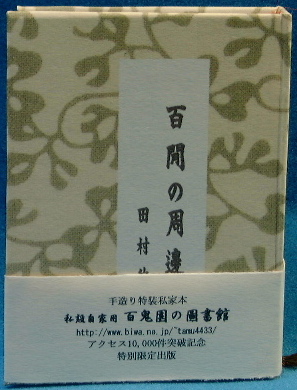 百閒の周邊
田村
手造り特装私家本
私設自家用 百鬼園の圖書館
http://www.biwa.ne.jp/~tamu4433/
アクセス10,000件突破記念
特別限定出版